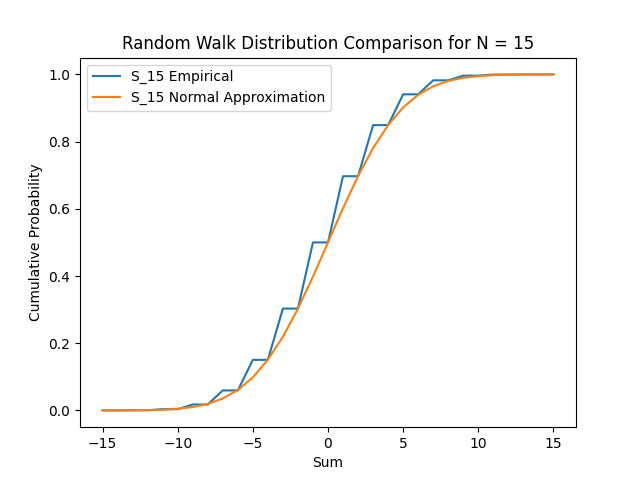 Random Walk Distribution Comparison for N = 15
S_15 Empirical
S_15 Normal Approximation
Cumulative Probability
1.0
0.8
0.6
0.4
0.2
0.0
−15 −10 −5 0 5 10 15
Sum